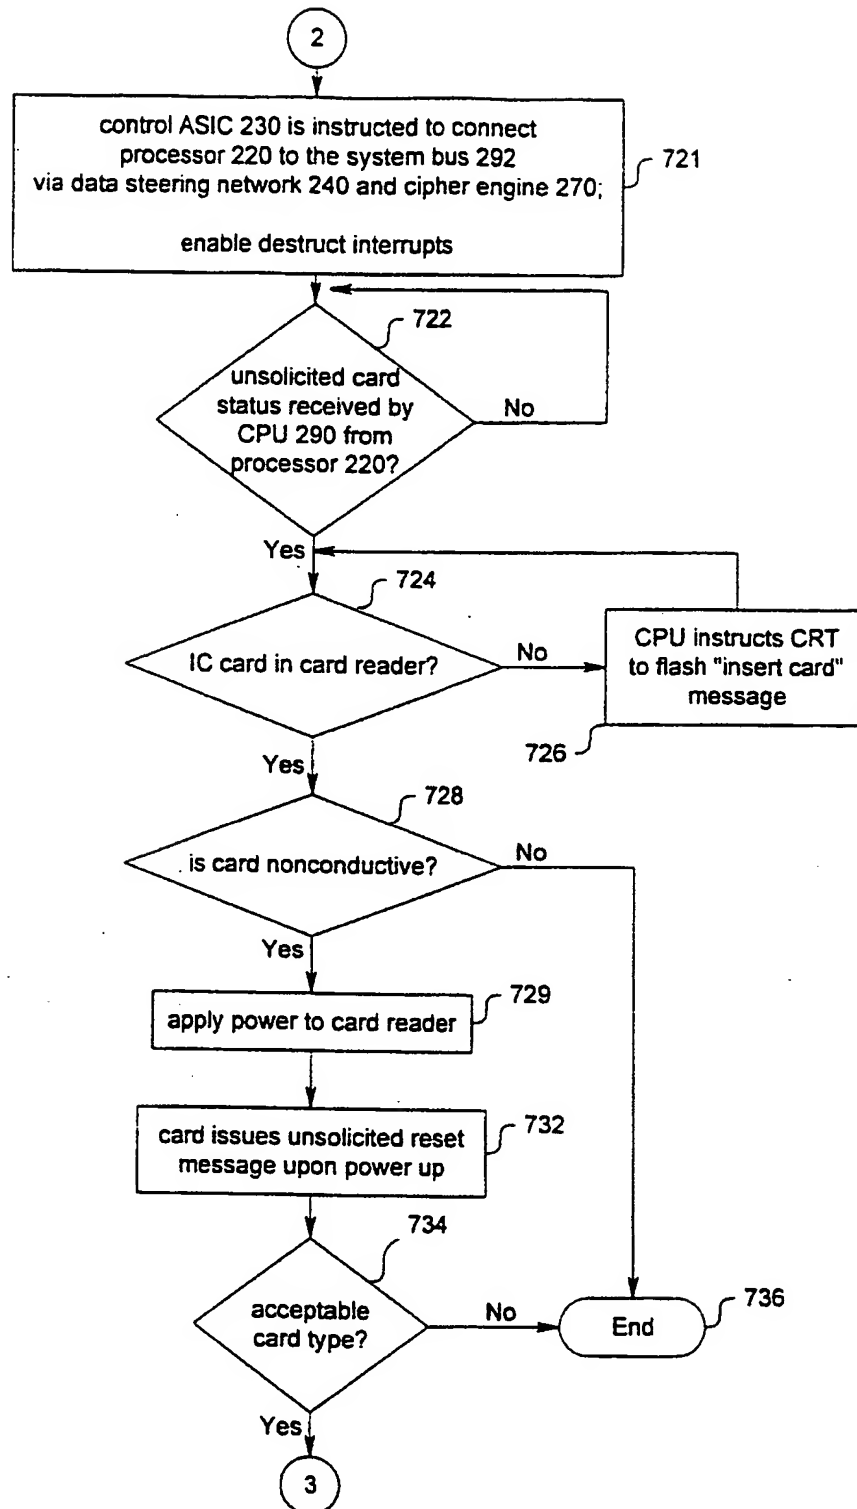 2
control ASIC 230 is instructed to connect
processor 220 to the system bus 292
via data steering network 240 and cipher engine 270;
721
enable destruct interrupts
722
unsolicited card
status received by
CPU 290 from
processor 220?
No
Yes
724
IC card in card reader?
No
CPU instructs CRT
to flash "insert card"
message
726
Yes
728
is card nonconductive?
No
Yes
729
apply power to card reader
732
card issues unsolicited reset
message upon power up
734
acceptable
card type?
No
End
736
Yes
3